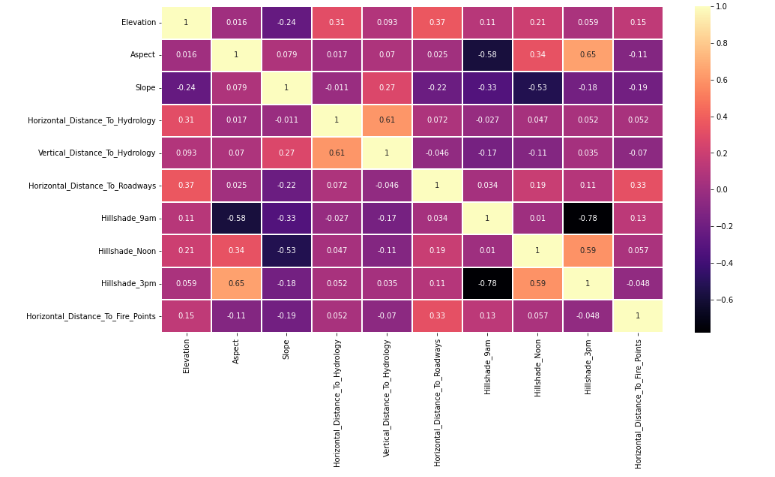 Elevation 1 0.016 -0.24 0.31 0.093 0.37 0.11 0.21 0.059 0.15
Aspect 0.016 1 0.079 0.017 0.07 0.025 -0.58 0.34 0.65 -0.11
Slope -0.24 0.079 1 -0.011 0.27 -0.22 -0.33 -0.53 -0.18 -0.19
Horizontal_Distance_To_Hydrology 0.31 0.017 -0.011 1 0.61 0.072 -0.027 0.047 0.052 0.052
Vertical_Distance_To_Hydrology 0.093 0.07 0.27 0.61 1 -0.046 -0.17 -0.11 0.035 -0.07
Horizontal_Distance_To_Roadways 0.37 0.025 -0.22 0.072 -0.046 1 0.034 0.19 0.11 0.33
Hillshade_9am 0.11 -0.58 -0.33 -0.027 -0.17 0.034 1 0.01 -0.78 0.13
Hillshade_Noon 0.21 0.34 -0.53 0.047 -0.11 0.19 0.01 1 0.59 0.057
Hillshade_3pm 0.059 0.65 -0.18 0.052 0.035 0.11 -0.78 0.59 1 -0.048
Horizontal_Distance_To_Fire_Points 0.15 -0.11 -0.19 0.052 -0.07 0.33 0.13 0.057 -0.048 1
Elevation
Aspect
Slope
Horizontal_Distance_To_Hydrology
Vertical_Distance_To_Hydrology
Horizontal_Distance_To_Roadways
Hillshade_9am
Hillshade_Noon
Hillshade_3pm
Horizontal_Distance_To_Fire_Points
1.0
0.8
0.6
0.4
0.2
0.0
−0.2
−0.4
−0.6